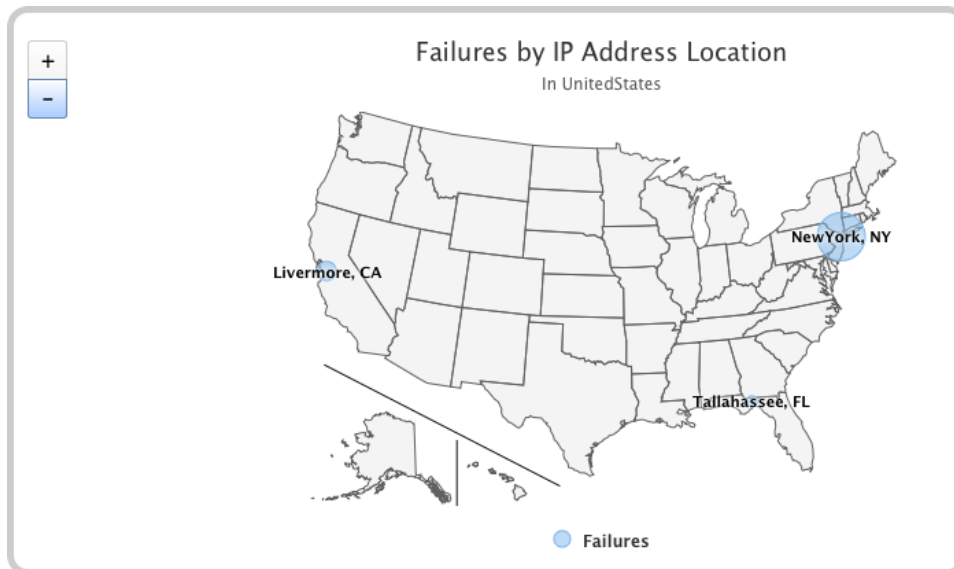 +
Failures by IP Address Location
-
In UnitedStates
NewYork, NY
Livermore, CA
Tallahassee, FL
Failures